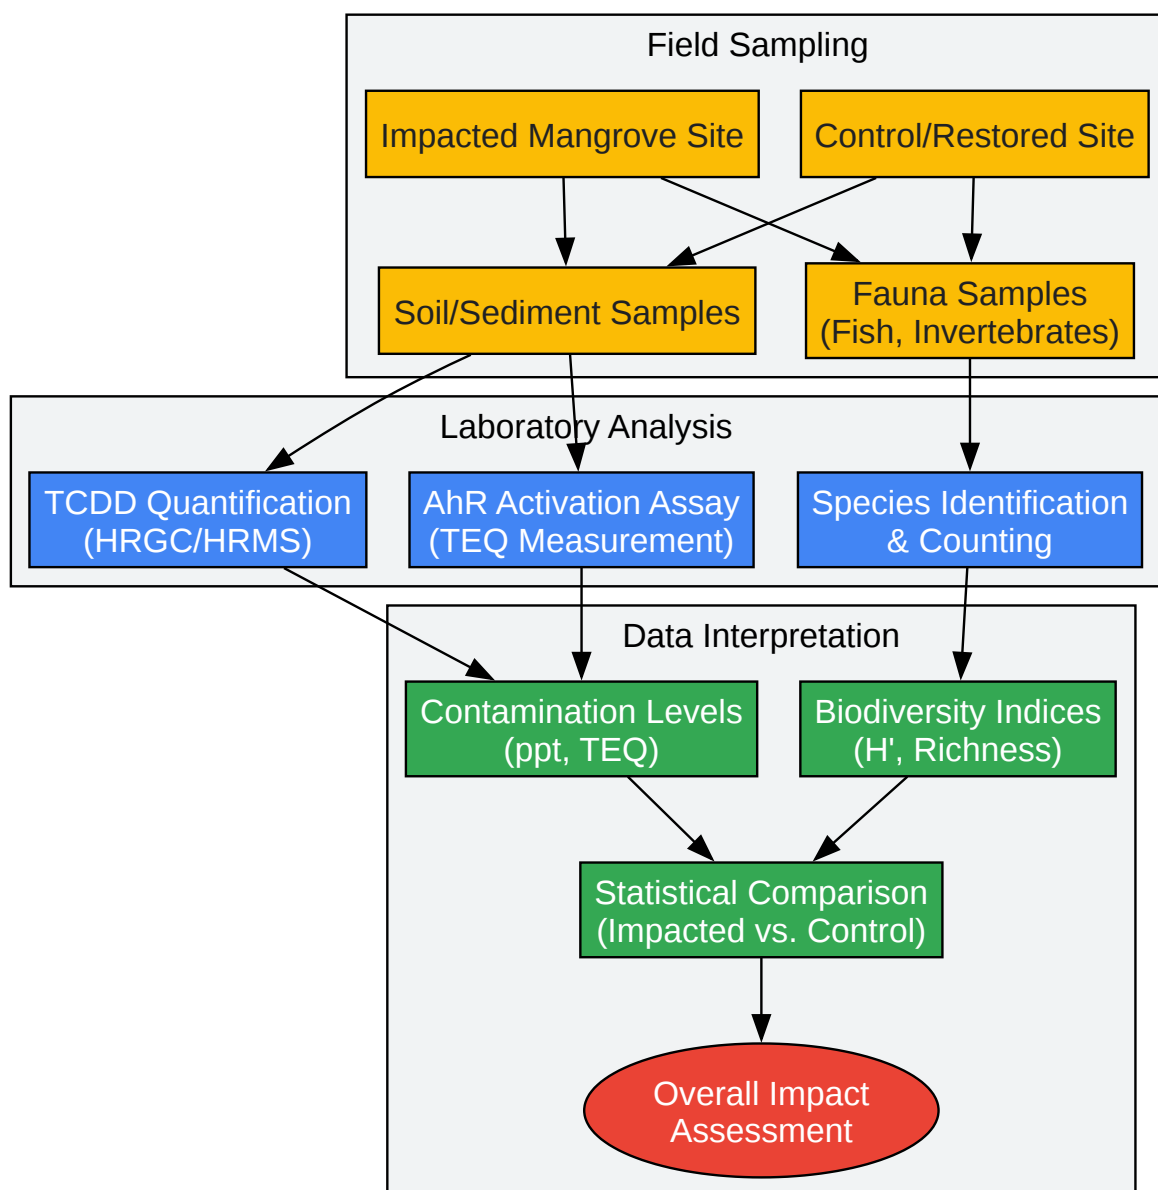 Field Sampling
Impacted Mangrove Site
Control/Restored Site
Soil/Sediment Samples
Fauna Samples
(Fish, Invertebrates)
Laboratory Analysis
TCDD Quantification
(HRGC/HRMS)
AhR Activation Assay
(TEQ Measurement)
Species Identification
& Counting
Data Interpretation
Contamination Levels
(ppt, TEQ)
Biodiversity Indices
(H', Richness)
Statistical Comparison
(Impacted vs. Control)
Overall Impact
Assessment